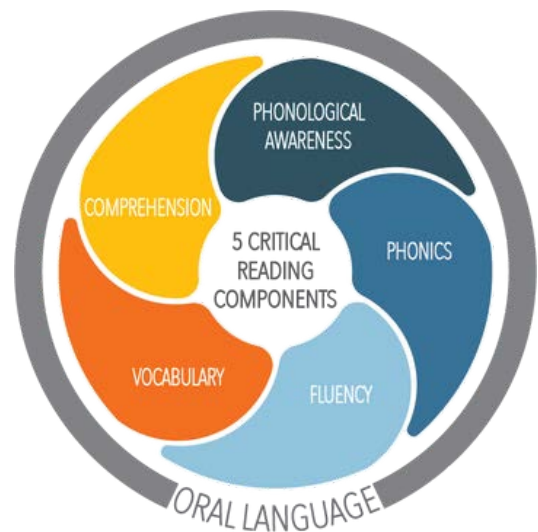 PHONOLOGICAL
AWARENESS
COMPREHENSION
5 CRITICAL
READING
COMPONENTS
PHONICS
VOCABULARY
FLUENCY
ORAL LANGUAGE